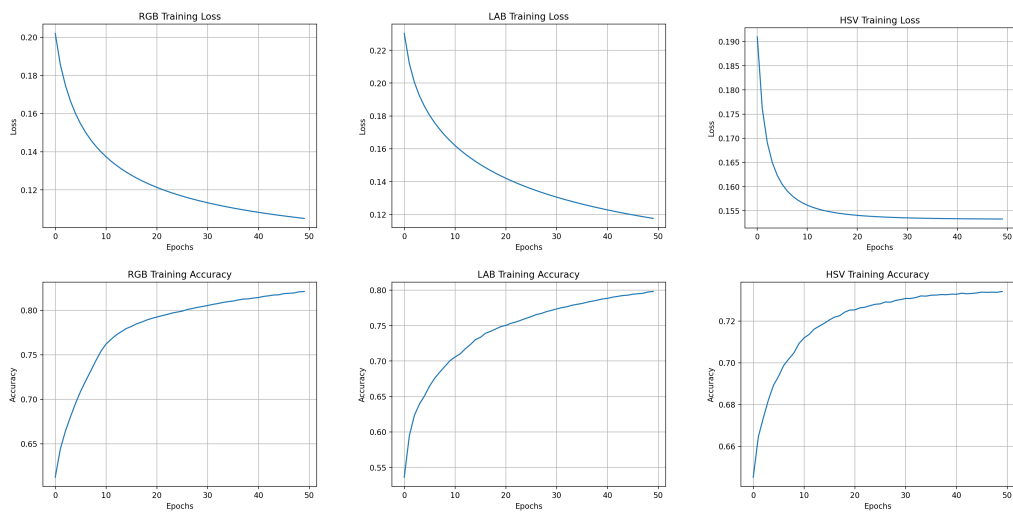 RGB Training Loss
0.20
0.18
0.16
0.14
0.12
Loss
0 10 20 30 40 50
Epochs
LAB Training Loss
0.22
0.20
0.18
0.16
0.14
0.12
Loss
0 10 20 30 40 50
Epochs
HSV Training Loss
0.190
0.185
0.180
0.175
0.170
0.165
0.160
0.155
Loss
0 10 20 30 40 50
Epochs
RGB Training Accuracy
0.80
0.75
0.70
0.65
Accuracy
0 10 20 30 40 50
Epochs
LAB Training Accuracy
0.80
0.75
0.70
0.65
0.60
0.55
Accuracy
0 10 20 30 40 50
Epochs
HSV Training Accuracy
0.72
0.70
0.68
0.66
Accuracy
0 10 20 30 40 50
Epochs